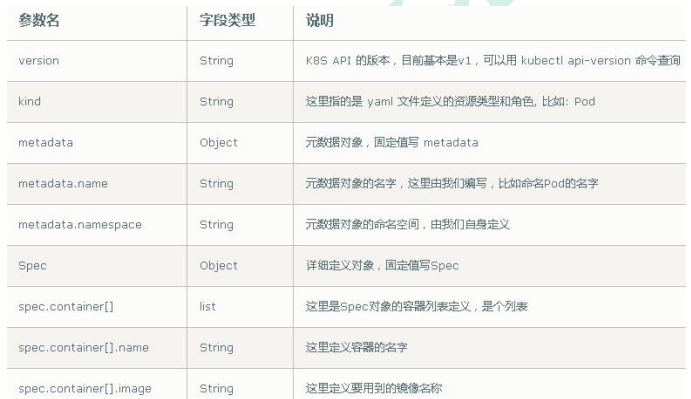 参数名 字段类型 说明
version String K8S API 的版本，目前基本是v1，可以用 kubectl api-version 命令查询
kind String 这里指的是 yaml 文件定义的资源类型和角色, 比如: Pod
metadata Object 元数据对象，固定值写 metadata
metadata.name String 元数据对象的名字，这里由我们编写，比如命名Pod的名字
metadata.namespace String 元数据对象的命名空间，由我们自身定义
Spec Object 详细定义对象，固定值写Spec
spec.container[] list 这里是Spec对象的容器列表定义，是个列表
spec.container[].name String 这里定义容器的名字
spec.container[].image String 这里定义要用到的镜像名称